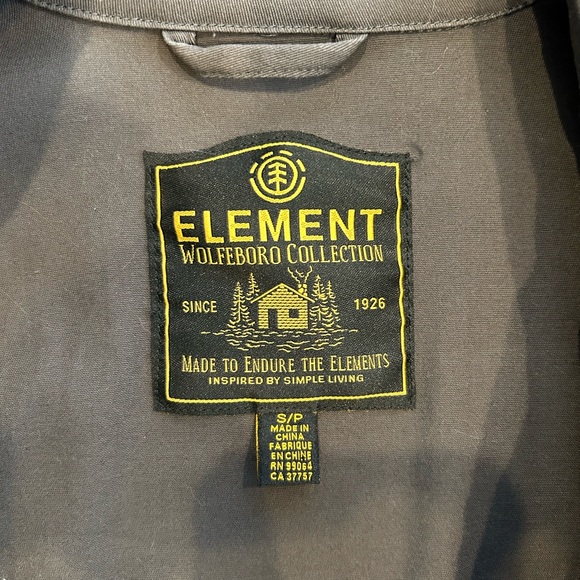 ELEMENT
WOLFEBORO COLLECTION
SINCE 1926
MADE TO ENDURE THE ELEMENTS
INSPIRED BY SIMPLE LIVING
S/P
MADE IN
CHINA
FABRIQUE
EN CHINE
RN 99064
CA 37757